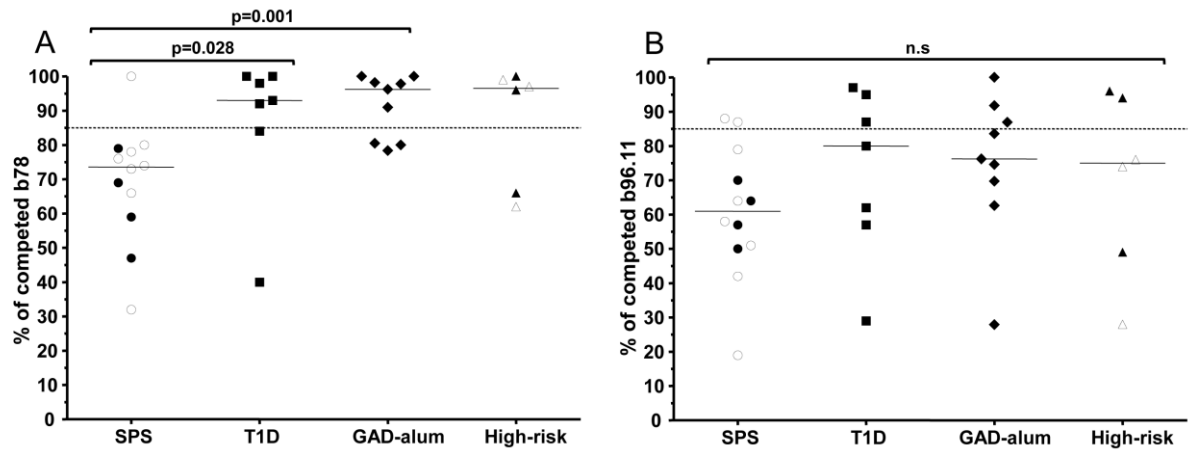 A
p=0.001
p=0.028
% of competed b78
100
90
80
70
60
50
40
30
20
10
0
SPS T1D GAD-alum High-risk
B
n.s
% of competed b96.11
100
90
80
70
60
50
40
30
20
10
0
SPS T1D GAD-alum High-risk